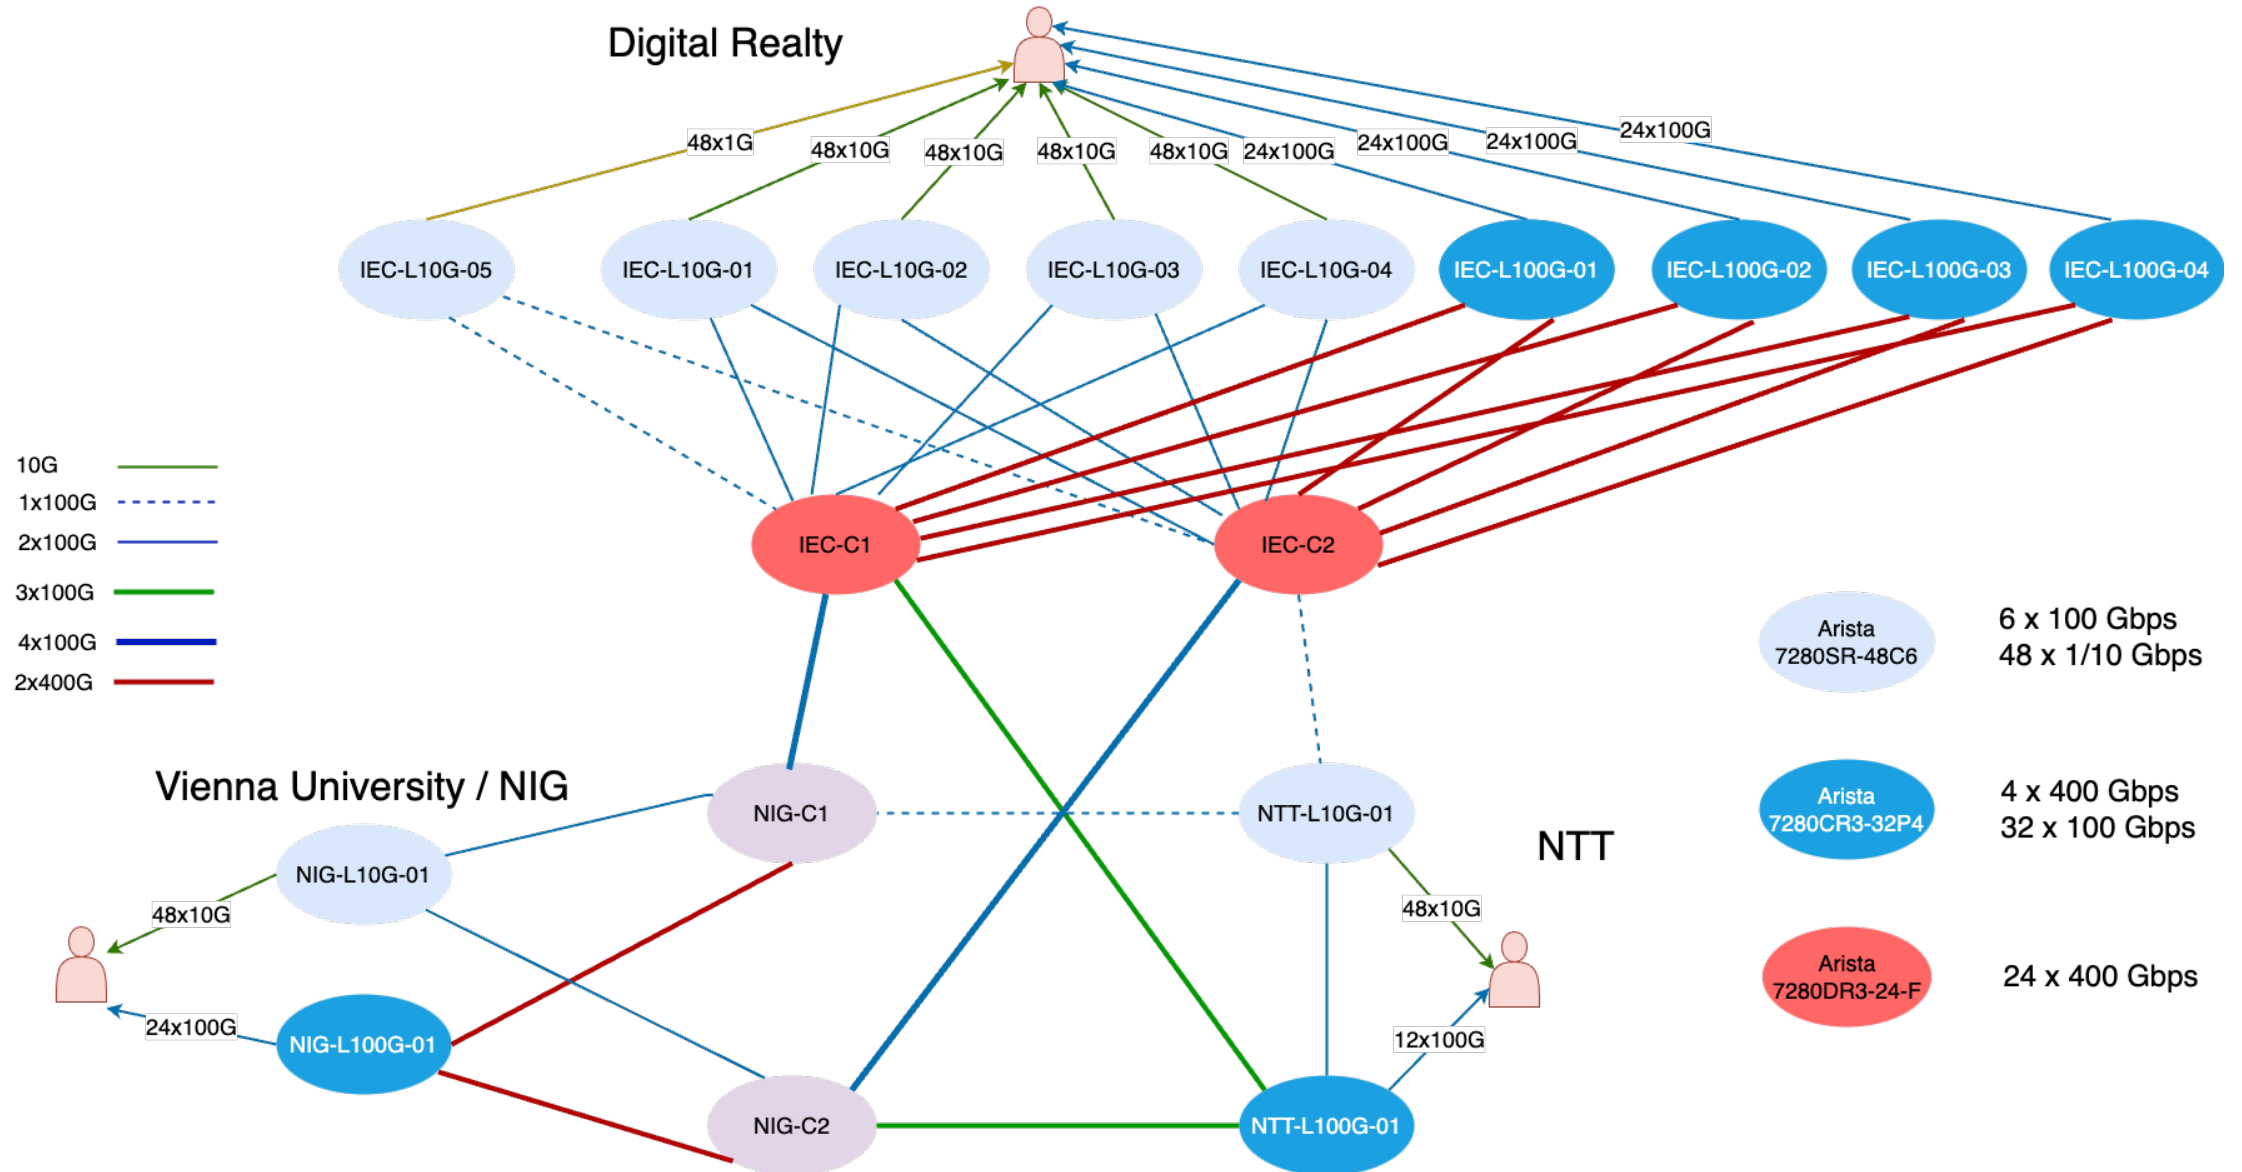 Digital Realty
48x1G
48x10G
48x10G
48x10G
48x10G
24x100G
24x100G
24x100G
24x100G
IEC-L10G-05
IEC-L10G-01
IEC-L10G-02
IEC-L10G-03
IEC-L10G-04
IEC-L100G-01
IEC-L100G-02
IEC-L100G-03
IEC-L100G-04
10G
1x100G
2x100G
3x100G
4x100G
2x400G
IEC-C1
IEC-C2
Arista
7280SR-48C6
6 x 100 Gbps
48 x 1/10 Gbps
Arista
7280CR3-32P4
4 x 400 Gbps
32 x 100 Gbps
Arista
7280DR3-24-F
24 x 400 Gbps
Vienna University / NIG
NIG-C1
NTT-L10G-01
NTT
NIG-L10G-01
48x10G
48x10G
24x100G
NIG-L100G-01
12x100G
NIG-C2
NTT-L100G-01